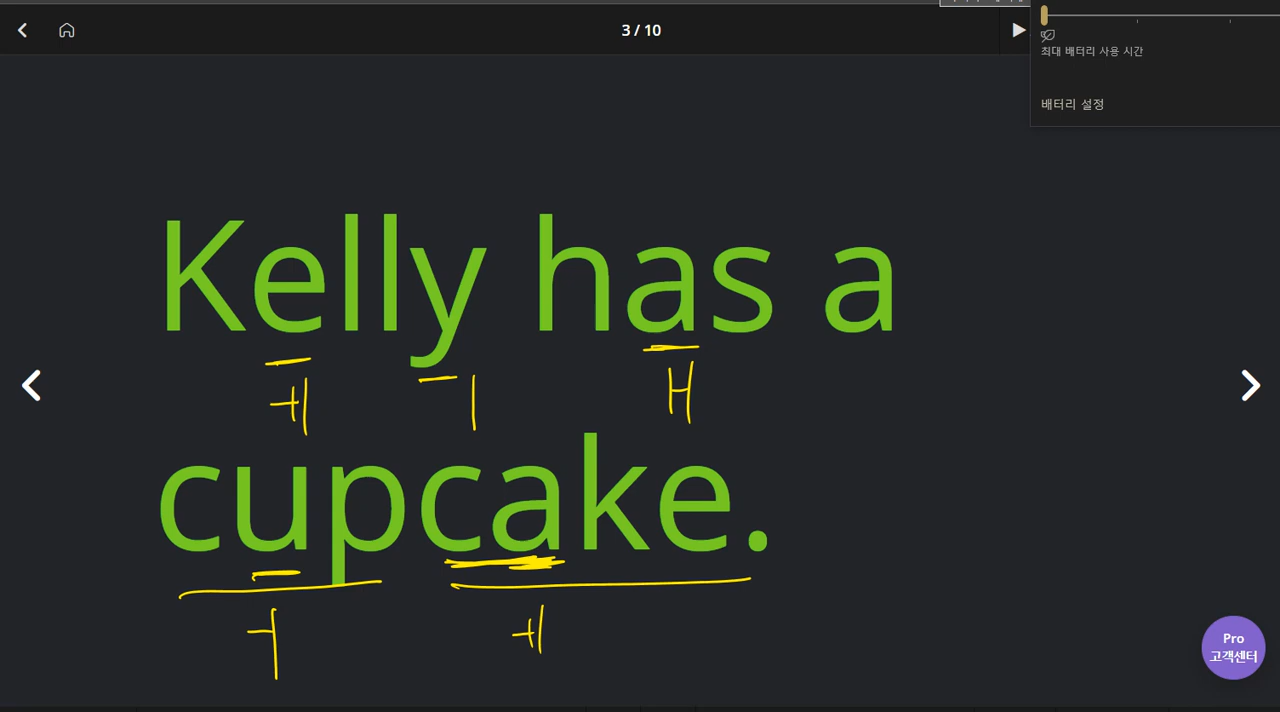 3 / 10
최대 배터리 사용 시간
배터리 설정
Kelly has a
ㅔ ㅣ ㅐ
cupcake.
ㅓ ㅔ
Pro
고객센터